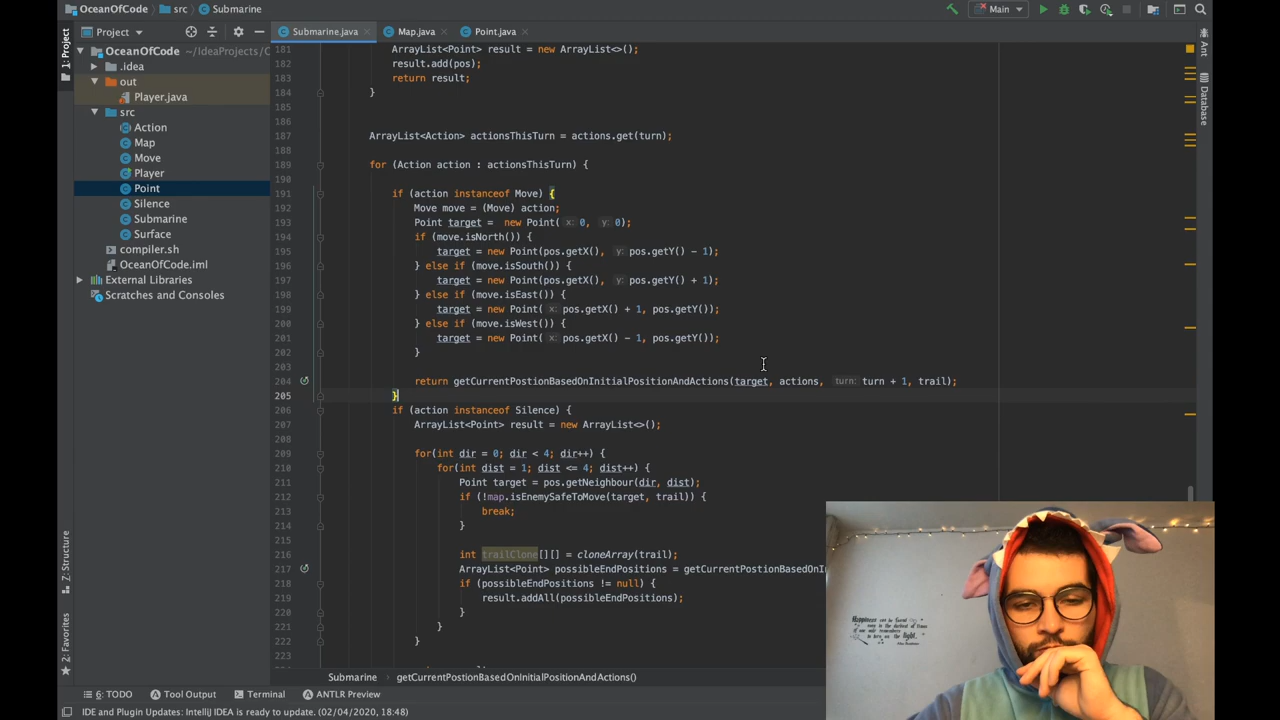 OceanOfCode
src
Submarine
Main
Project
Submarine.java
Map.java
Point.java
1: Project
Ant
Database
OceanOfCode ~/IdeaProjects/C
.idea
out
Player.java
src
Action
Map
Move
Player
Point
Silence
Submarine
Surface
compiler.sh
OceanOfCode.iml
External Libraries
Scratches and Consoles
181 ArrayList<Point> result = new ArrayList<>();
182 result.add(pos);
183 return result;
184 }
185
186
187 ArrayList<Action> actionsThisTurn = actions.get(turn);
188
189 for (Action action : actionsThisTurn) {
190
191 if (action instanceof Move) {
192 Move move = (Move) action;
193 Point target = new Point( x: 0, y: 0);
194 if (move.isNorth()) {
195 target = new Point(pos.getX(), y: pos.getY() - 1);
196 } else if (move.isSouth()) {
197 target = new Point(pos.getX(), y: pos.getY() + 1);
198 } else if (move.isEast()) {
199 target = new Point( x: pos.getX() + 1, pos.getY());
200 } else if (move.isWest()) {
201 target = new Point( x: pos.getX() - 1, pos.getY());
202 }
203
204 return getCurrentPostionBasedOnInitialPositionAndActions(target, actions, turn: turn + 1, trail);
205 }
206 if (action instanceof Silence) {
207 ArrayList<Point> result = new ArrayList<>();
208
209 for(int dir = 0; dir < 4; dir++) {
210 for(int dist = 1; dist <= 4; dist++) {
211 Point target = pos.getNeighbour(dir, dist);
212 if (!map.isEnemySafeToMove(target, trail)) {
213 break;
214 }
215
216 int trailClone[][] = cloneArray(trail);
217 ArrayList<Point> possibleEndPositions = getCurrentPostionBasedOnIn
218 if (possibleEndPositions != null) {
219 result.addAll(possibleEndPositions);
220 }
221 }
222 }
223
Z: Structure
2: Favorites
Submarine
getCurrentPostionBasedOnInitialPositionAndActions()
6: TODO
Tool Output
Terminal
ANTLR Preview
IDE and Plugin Updates: IntelliJ IDEA is ready to update. (02/04/2020, 18:48)